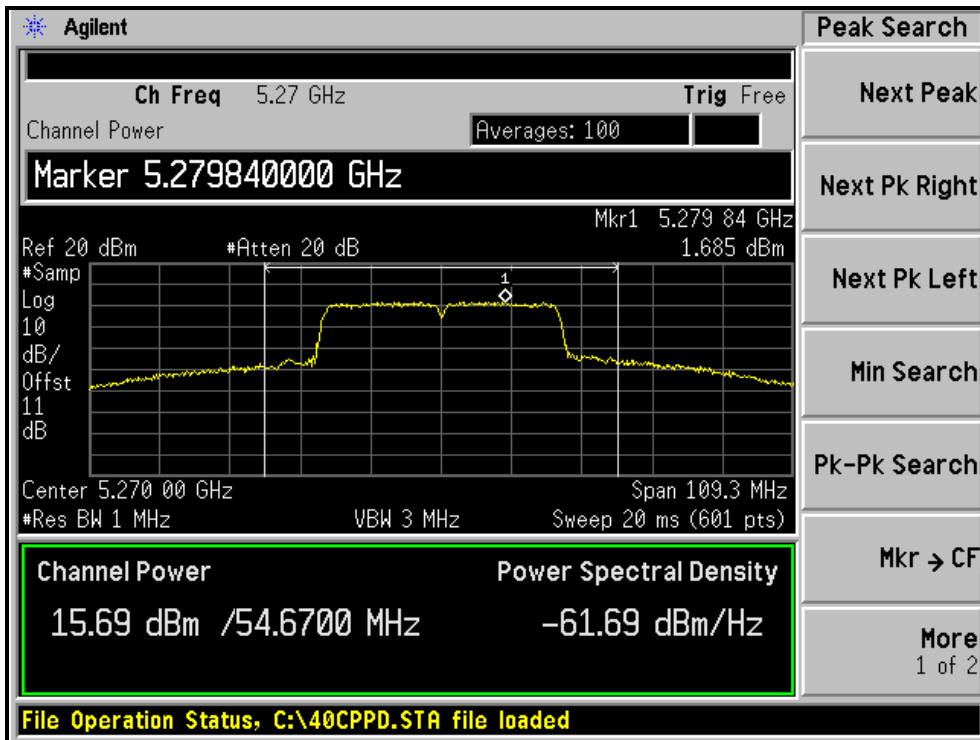 Agilent
Peak Search
Ch Freq 5.27 GHz Trig Free
Channel Power Averages: 100
Marker 5.279840000 GHz
Mkr1 5.279 84 GHz
Ref 20 dBm #Atten 20 dB 1.685 dBm
#Samp
Log
10
dB/
Offst
11
dB
1
Center 5.270 00 GHz Span 109.3 MHz
#Res BW 1 MHz VBW 3 MHz Sweep 20 ms (601 pts)
Channel Power Power Spectral Density
15.69 dBm /54.6700 MHz -61.69 dBm/Hz
File Operation Status, C:\40CPPD.STA file loaded
Next Peak
Next Pk Right
Next Pk Left
Min Search
Pk-Pk Search
Mkr → CF
More
1 of 2